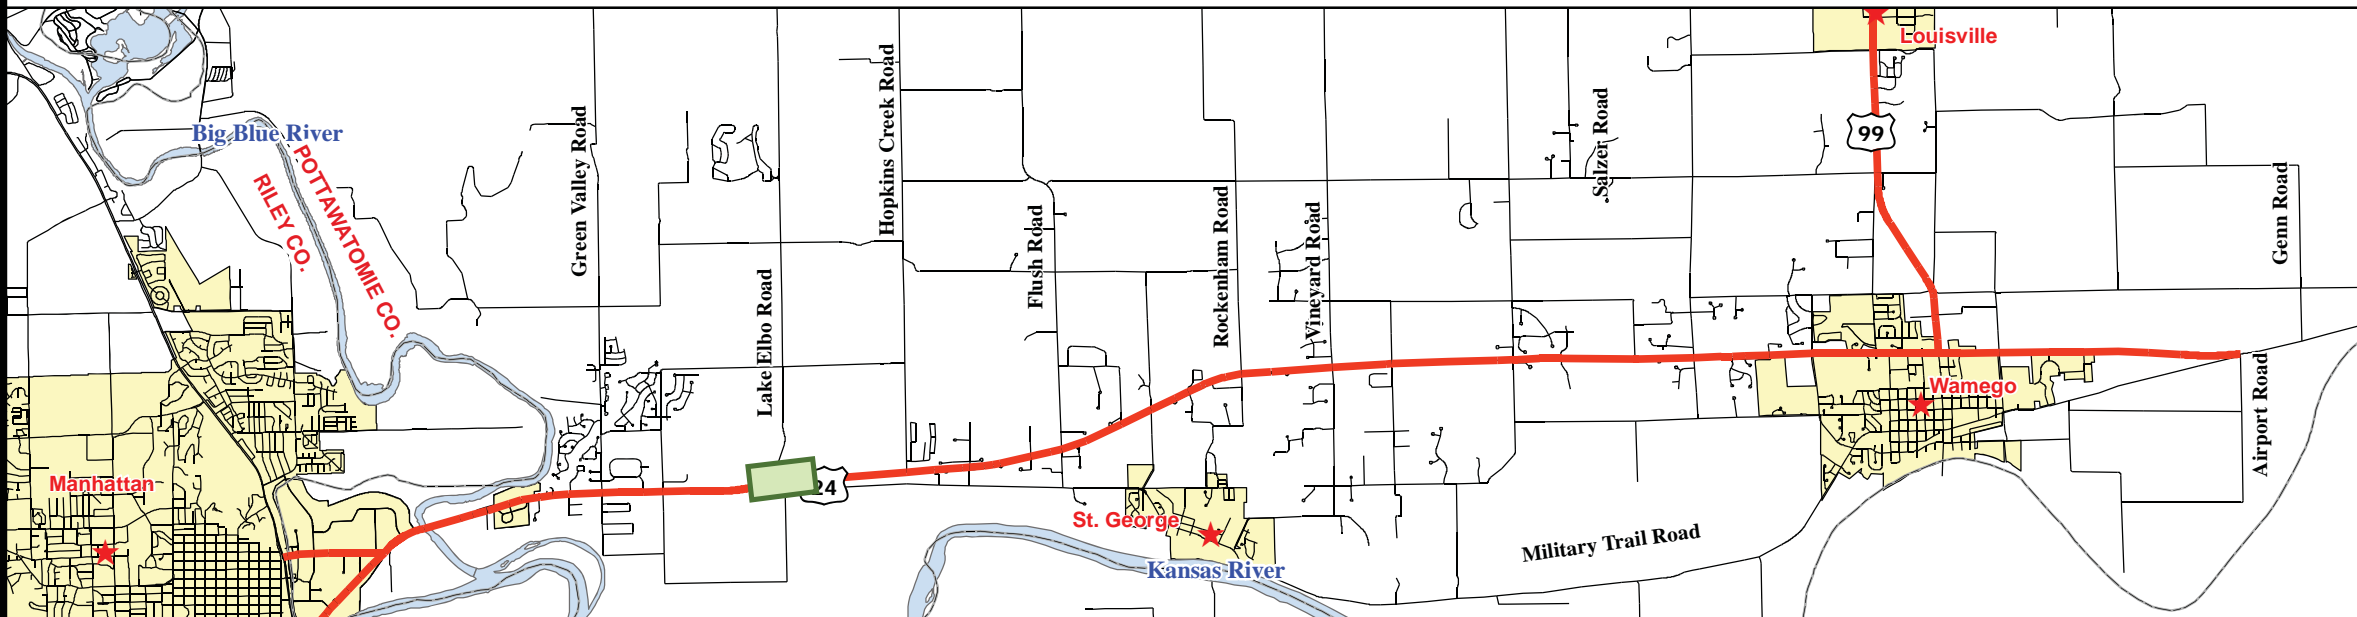 Louisville
99
Big Blue River
POTTAWATOMIE CO.
RILEY CO.
Green Valley Road
Hopkins Creek Road
Salzer Road
Genn Road
Flush Road
Rockenham Road
Vineyard Road
Lake Elbo Road
Wamego
Airport Road
Manhattan
24
St. George
Military Trail Road
Kansas River